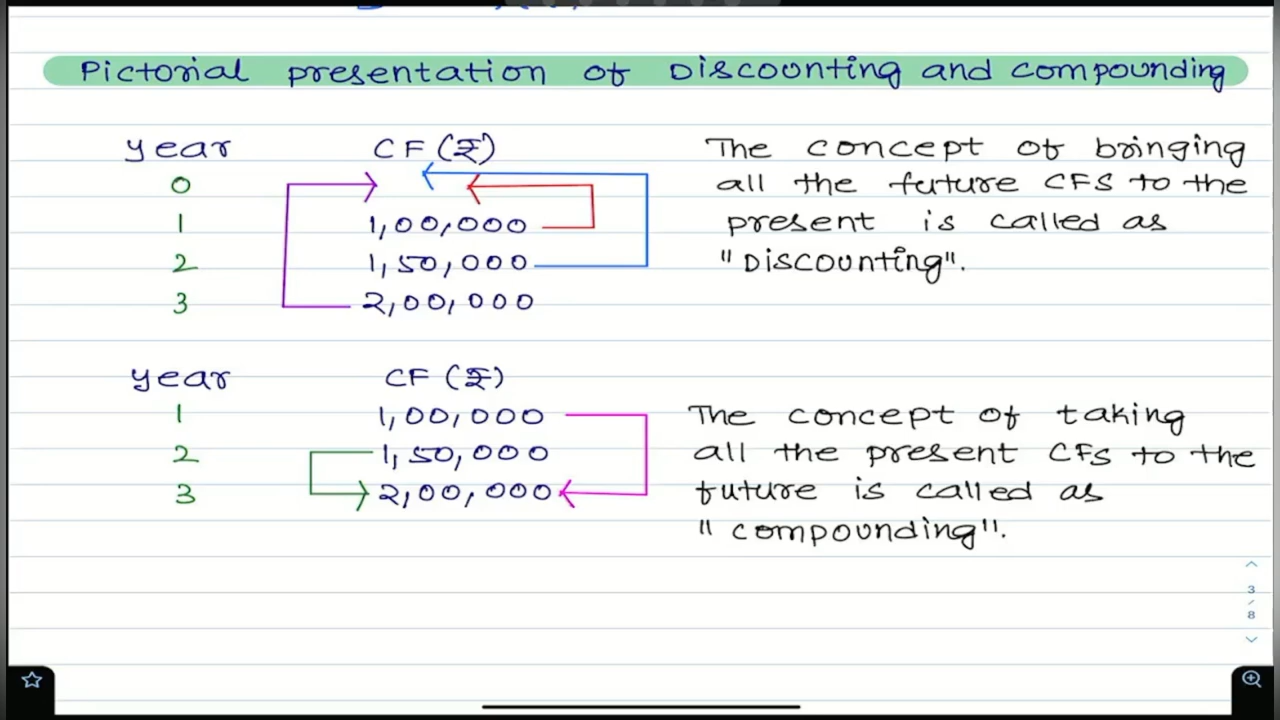 Pictorial presentation of Discounting and compounding
year CF (₹)
0
1 1,00,000
2 1,50,000
3 2,00,000
The concept of bringing
all the future CFS to the
present is called as
"Discounting".
year CF (₹)
1 1,00,000
2 1,50,000
3 2,00,000
The concept of taking
all the present CFS to the
future is called as
"compounding".
3
/
8